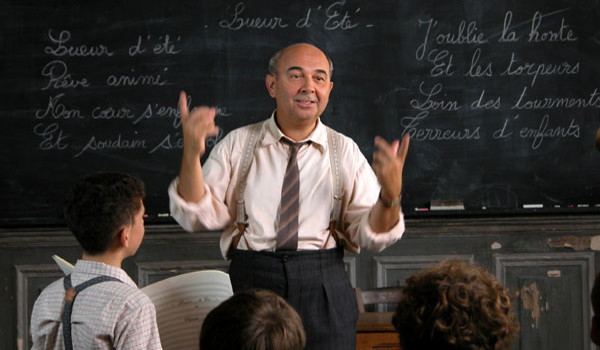 Lueur d'Été -
Lueur d'été
Rêve animé
Mon cœur s'en
Et soudain s'é
J'oublie la honte
Et les torpeurs
Loin des tourments
Terreurs d'enfants